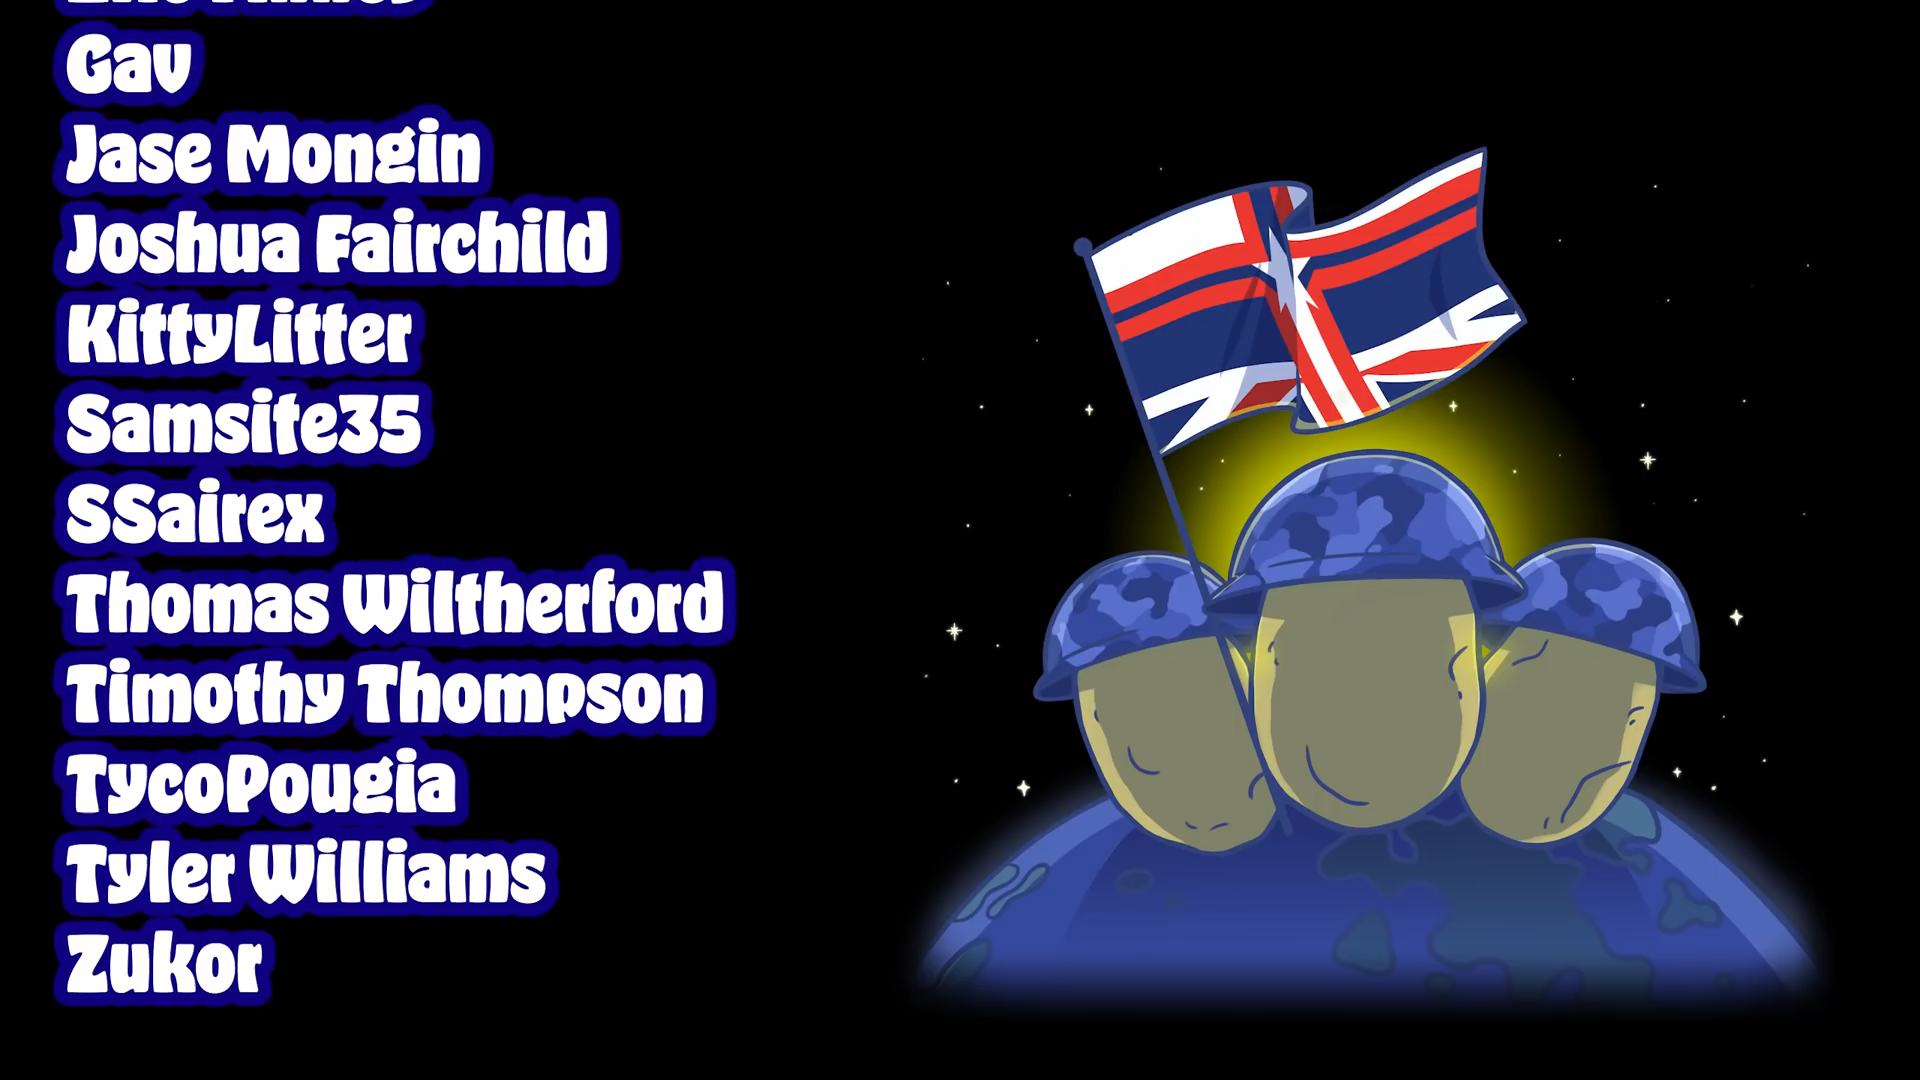 Gav
Jase Mongin
Joshua Fairchild
KittyLitter
Samsite35
SSairex
Thomas Wiltherford
Timothy Thompson
TycoPougia
Tyler Williams
Zukor